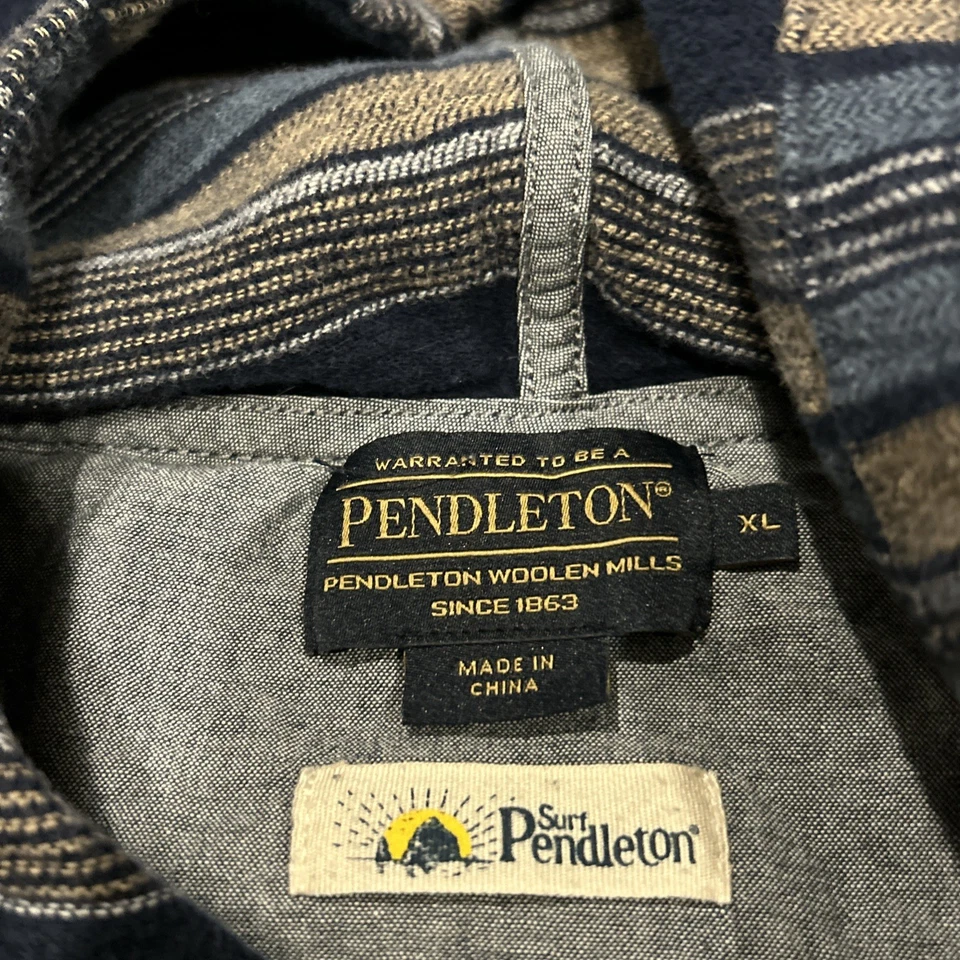 WARRANTED TO BE A
PENDLETON®
XL
PENDLETON WOOLEN MILLS
SINCE 1863
MADE IN
CHINA
Surf
Pendleton®